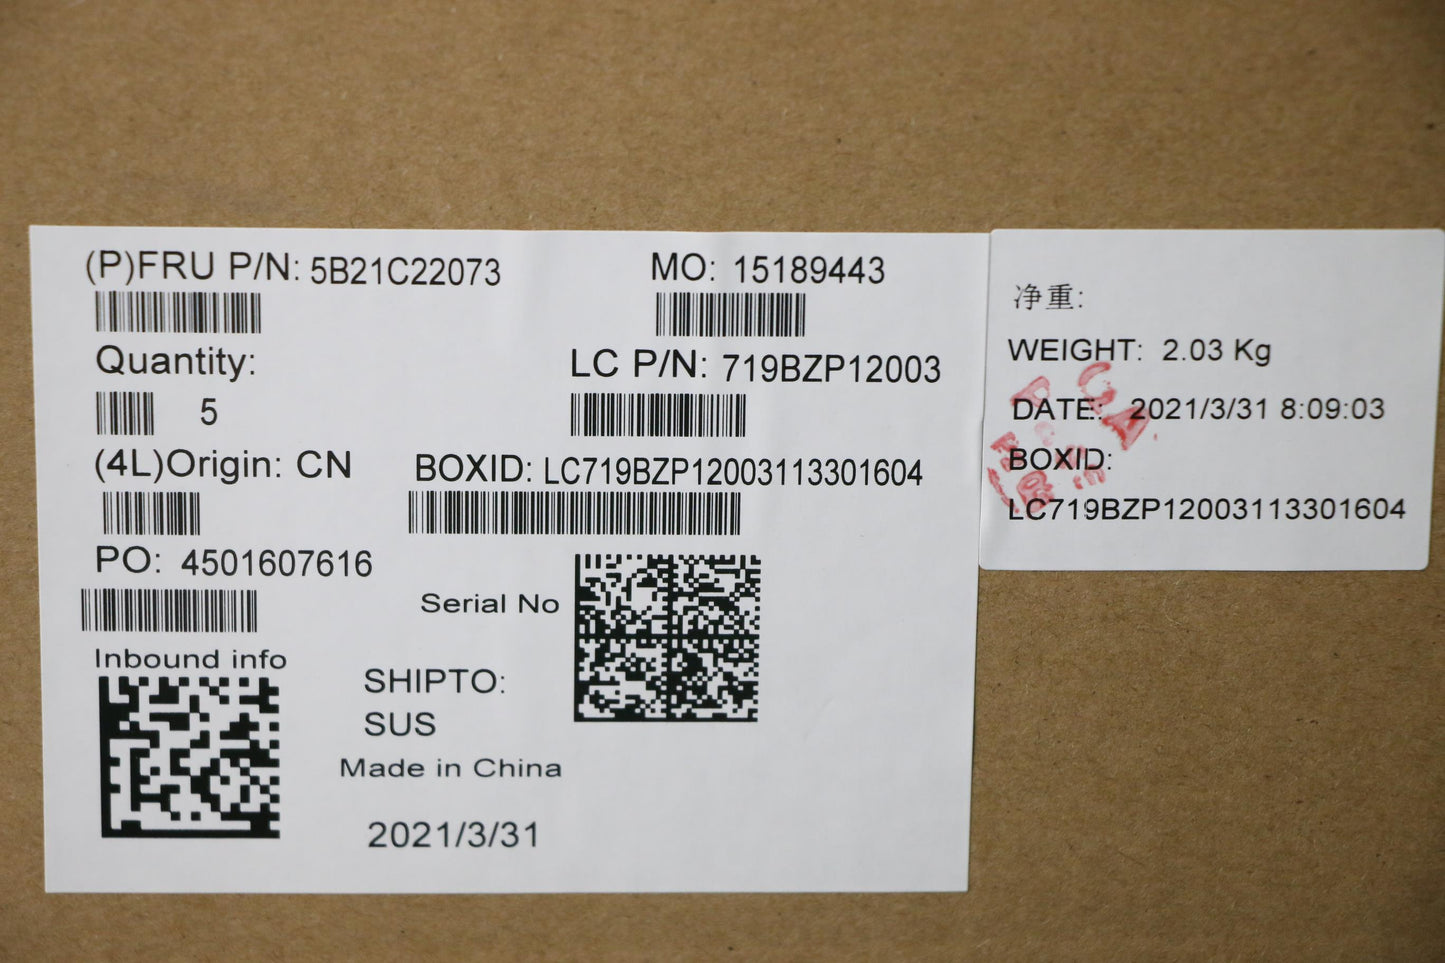 (P)FRU P/N: 5B21C22073
MO: 15189443
Quantity:
5
LC P/N: 719BZP12003
(4L)Origin: CN
BOXID: LC719BZP12003113301604
PO: 4501607616
Serial No
Inbound info
SHIPTO:
SUS
Made in China
2021/3/31
净重:
WEIGHT: 2.03 Kg
DATE: 2021/3/31 8:09:03
BOXID:
LC719BZP12003113301604